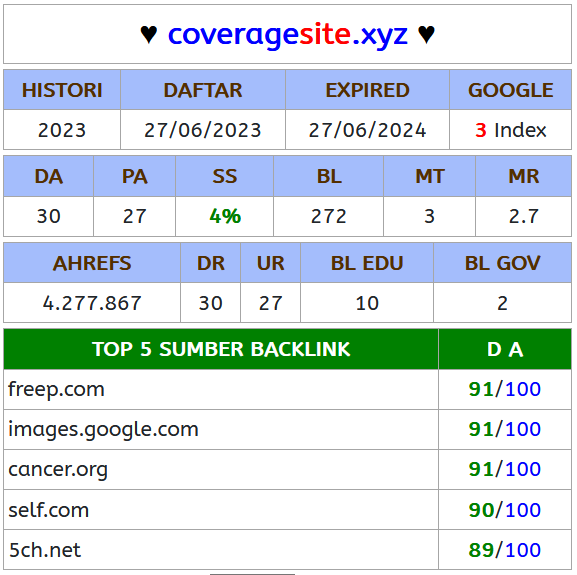 ♥ coveragesite.xyz ♥
HISTORI DAFTAR EXPIRED GOOGLE
2023 27/06/2023 27/06/2024 3 Index
DA PA SS BL MT MR
30 27 4% 272 3 2.7
AHREFS DR UR BL EDU BL GOV
4.277.867 30 27 10 2
TOP 5 SUMBER BACKLINK D A
freep.com 91/100
images.google.com 91/100
cancer.org 91/100
self.com 90/100
5ch.net 89/100